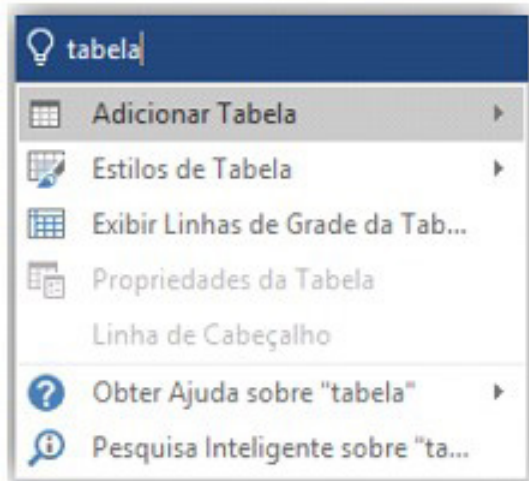 tabela
Adicionar Tabela
Estilos de Tabela
Exibir Linhas de Grade da Tab...
Propriedades da Tabela
Linha de Cabeçalho
Obter Ajuda sobre "tabela"
Pesquisa Inteligente sobre "ta...